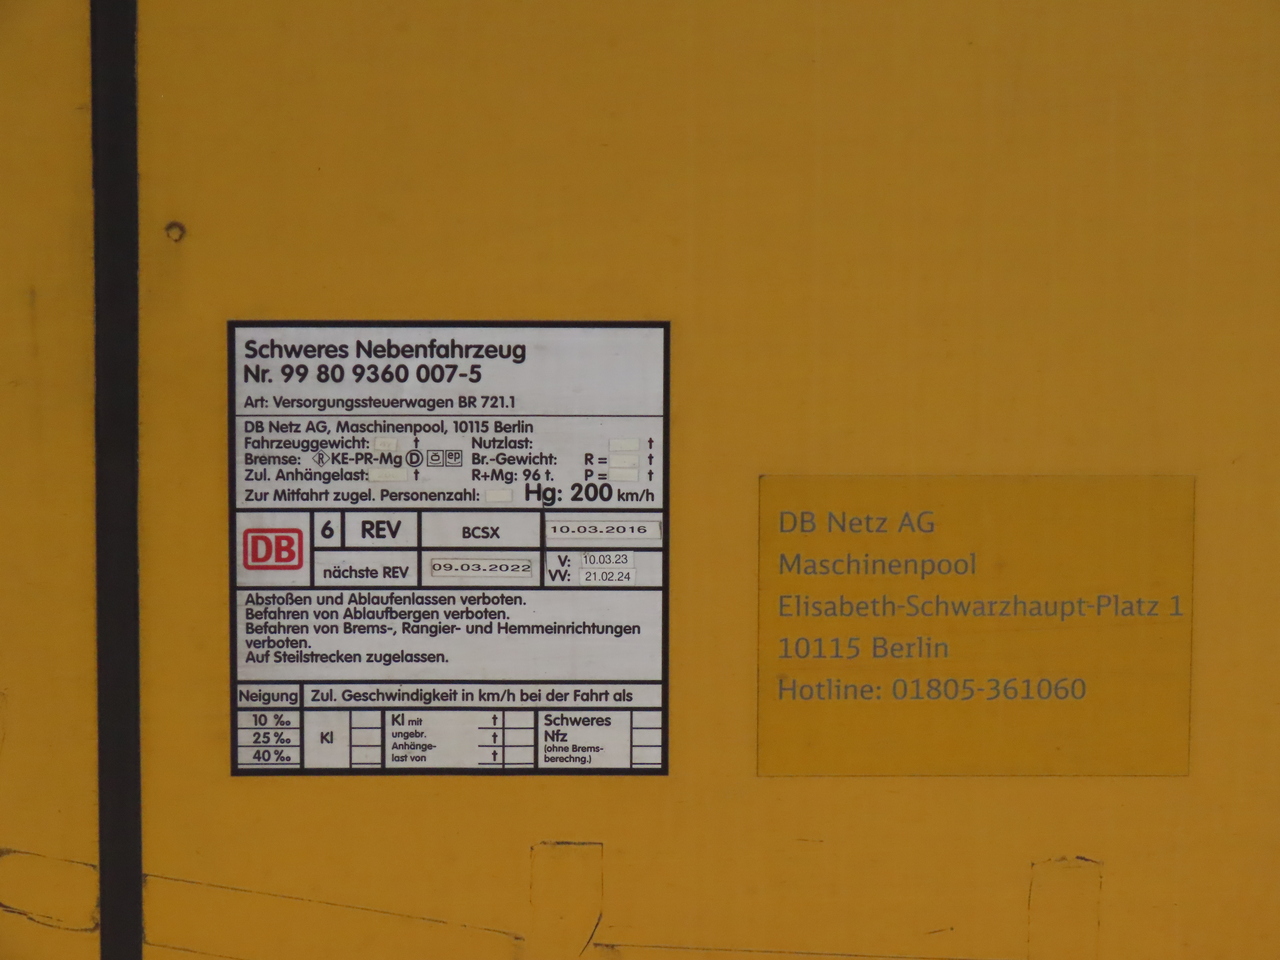 Schweres Nebenfahrzeug
Nr. 99 80 9360 007-5
Art: Versorgungssteuerwagen BR 721.1
DB Netz AG, Maschinenpool, 10115 Berlin
Fahrzeuggewicht: t Nutzlast: t
Bremse: R KE-PR-Mg D ep Br.-Gewicht: R = t
Zul. Anhängelast: t R+Mg: 96 t. P = t
Zur Mitfahrt zugel. Personenzahl: Hg: 200 km/h
DB 6 REV BCSX 10.03.2016
nächste REV 09.03.2022 V: 10.03.23
VV: 21.02.24
Abstoßen und Ablaufenlassen verboten.
Befahren von Ablaufbergen verboten.
Befahren von Brems-, Rangier- und Hemmeinrichtungen
verboten.
Auf Steilstrecken zugelassen.
Neigung Zul. Geschwindigkeit in km/h bei der Fahrt als
10 ‰ Kl Kl mit t Schweres
25 ‰ ungebr. t Nfz
40 ‰ Anhänge- t (ohne Brems-
last von berechng.)
DB Netz AG
Maschinenpool
Elisabeth-Schwarzhaupt-Platz 1
10115 Berlin
Hotline: 01805-361060